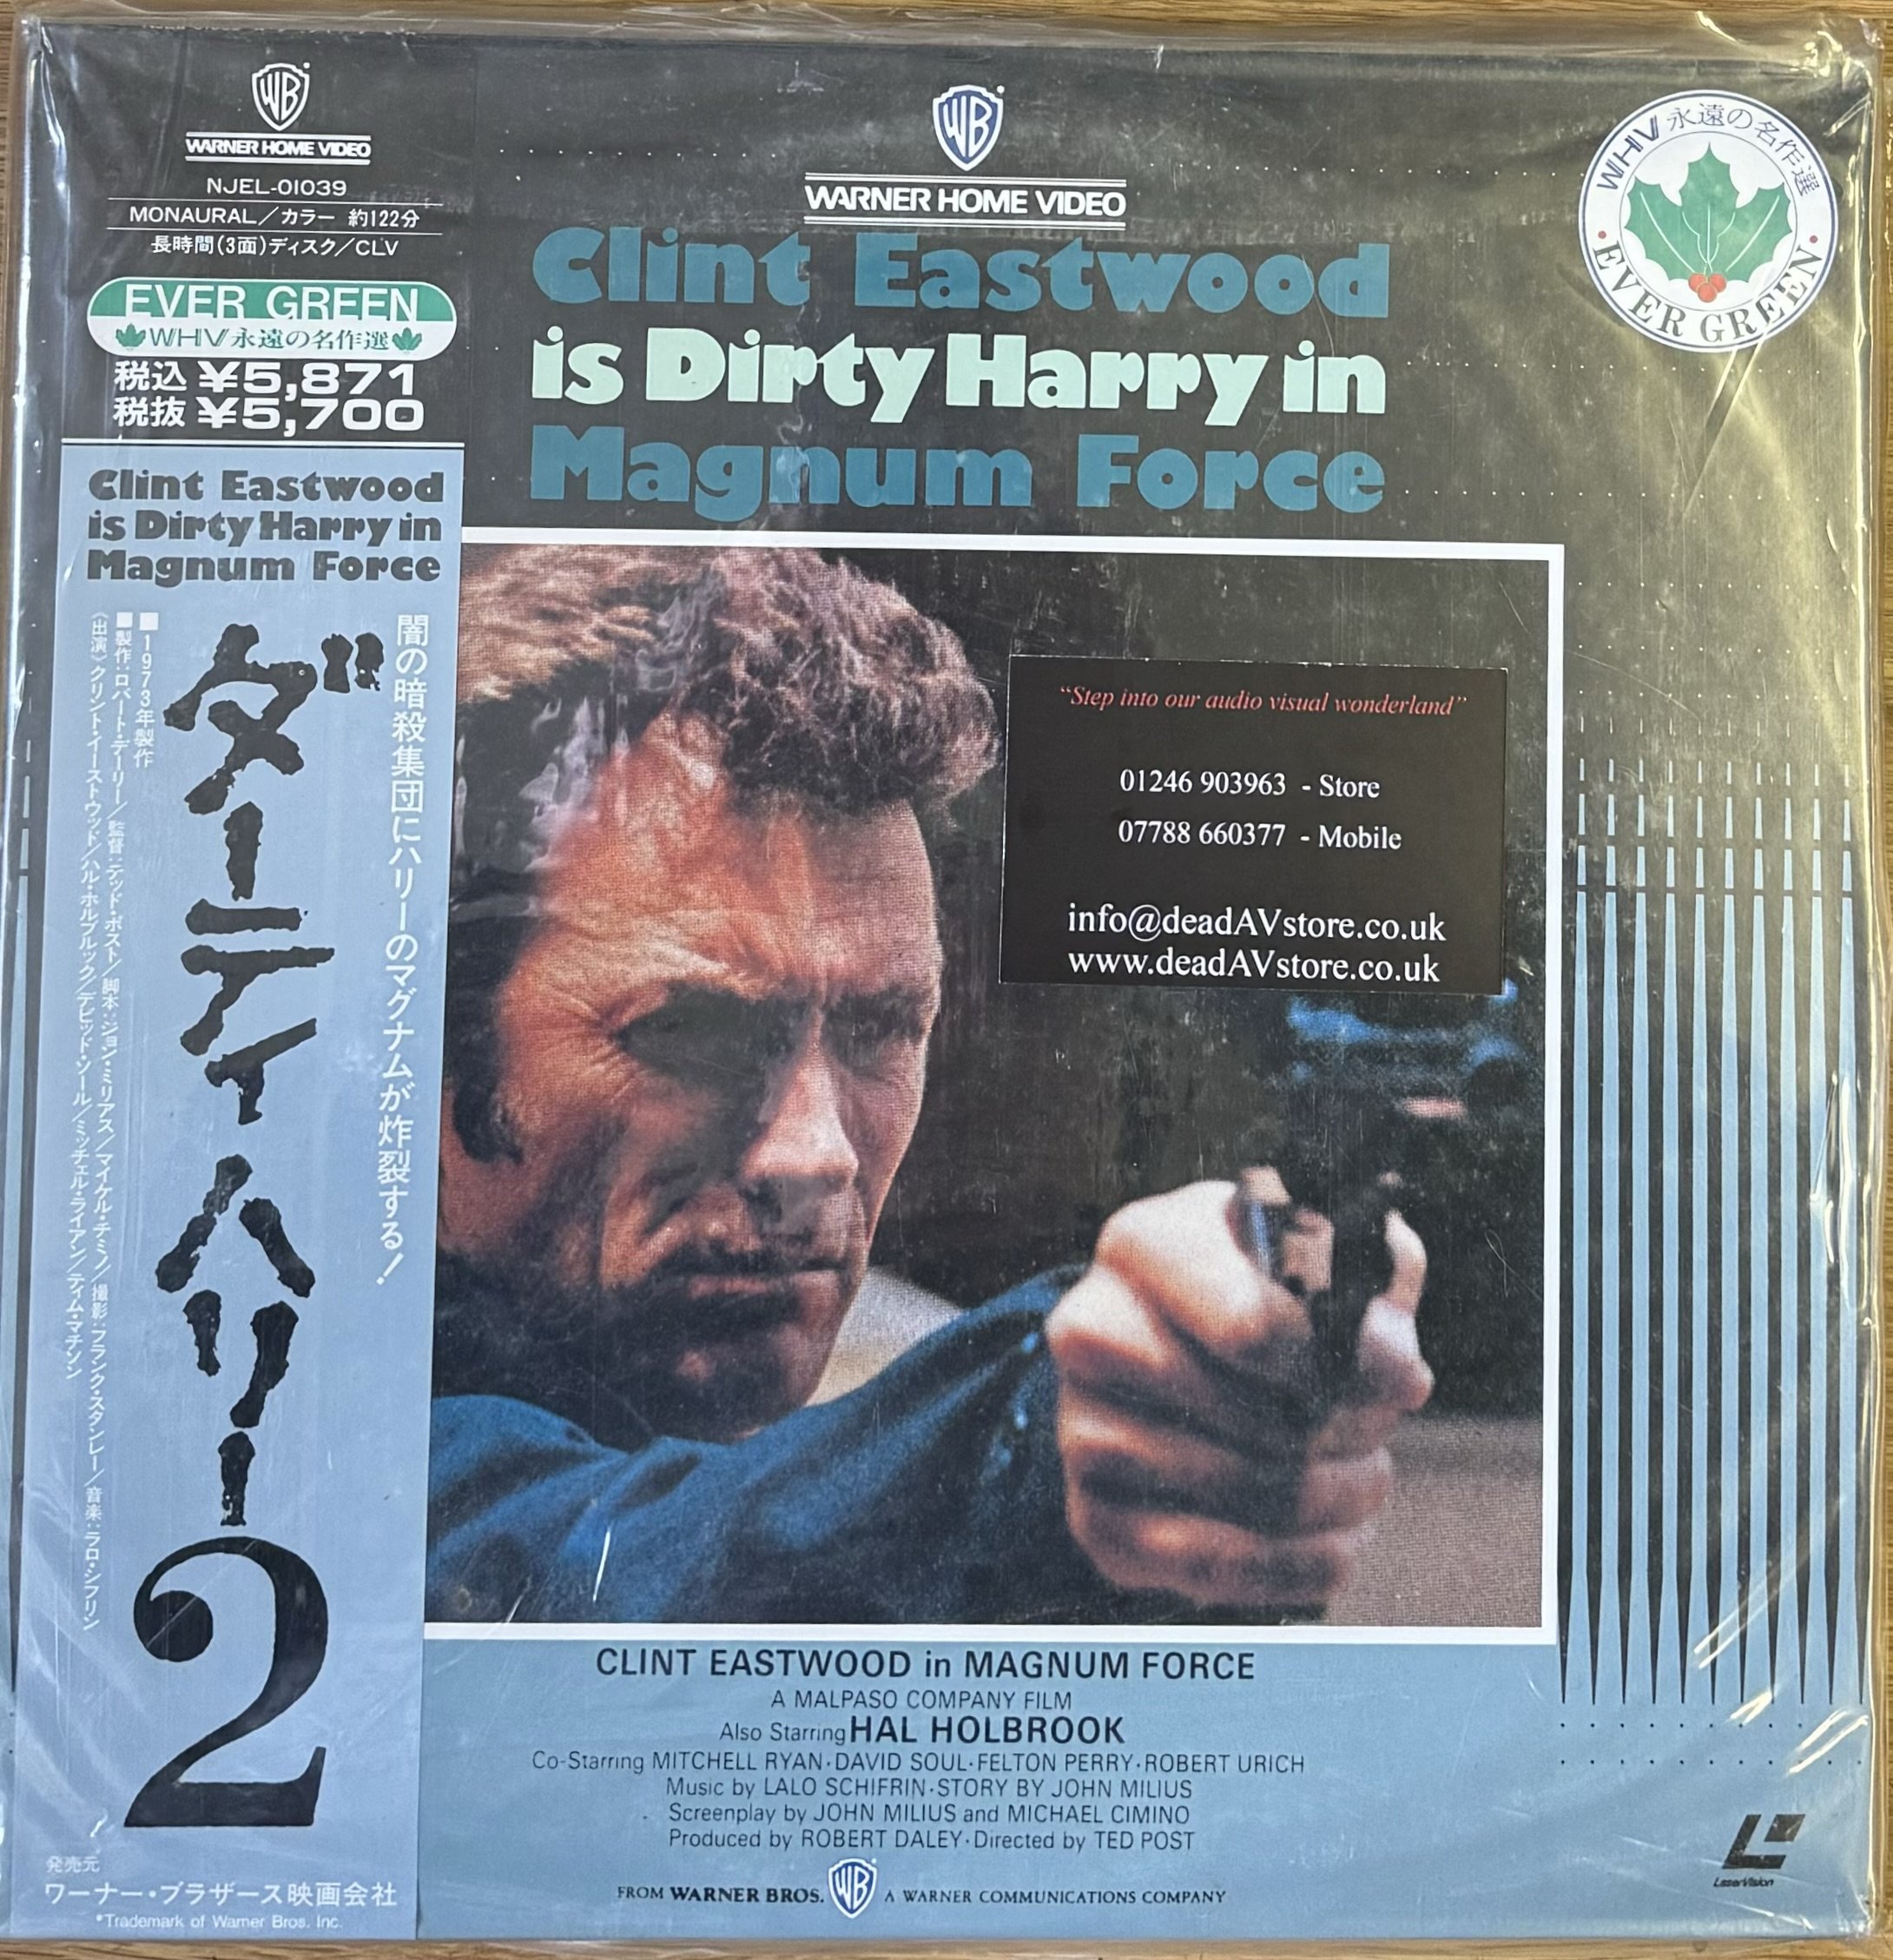 WB
WARNER HOME VIDEO
NJEL-01039
MONAURAL／カラー 約122分
長時間(3面)ディスク／CLV
EVER GREEN
WHV永遠の名作選
税込 ¥5,871
税抜 ¥5,700
Clint Eastwood
is Dirty Harry in
Magnum Force
闇の暗殺集団にハリーのマグナムが炸裂する！
ダーティハリー2
■1973年製作
■製作:ロバート・デーリー／監督:テッド・ポスト／脚本:ジョン・ミリアス／マイケル・チミノ／撮影:フランク・スタンレー／音楽:ラロ・シフリン
《出演》クリント・イーストウッド／ハル・ホルブルック／デビッド・ソール／ミッチェル・ライアン／ティム・マチソン
発売元
ワーナー・ブラザース映画会社
*Trademark of Warner Bros. Inc.
WB
WARNER HOME VIDEO
Clint Eastwood
is Dirty Harry in
Magnum Force
WHV 永遠の名作選
• EVER GREEN •
“Step into our audio visual wonderland”
01246 903963 - Store
07788 660377 - Mobile
info@deadAVstore.co.uk
www.deadAVstore.co.uk
CLINT EASTWOOD in MAGNUM FORCE
A MALPASO COMPANY FILM
Also Starring HAL HOLBROOK
Co-Starring MITCHELL RYAN·DAVID SOUL·FELTON PERRY·ROBERT URICH
Music by LALO SCHIFRIN·STORY BY JOHN MILIUS
Screenplay by JOHN MILIUS and MICHAEL CIMINO
Produced by ROBERT DALEY·Directed by TED POST
FROM WARNER BROS. WB A WARNER COMMUNICATIONS COMPANY
LaserVision